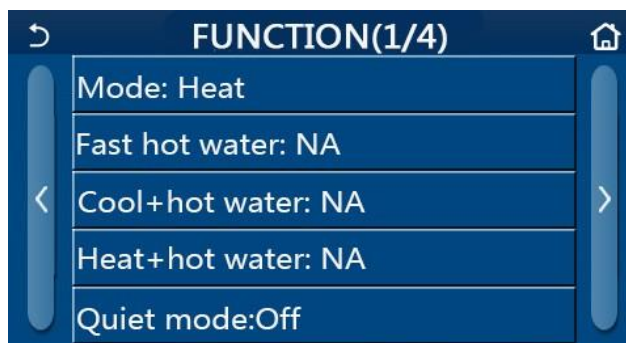 FUNCTION(1/4)
Mode: Heat
Fast hot water: NA
Cool+hot water: NA
Heat+hot water: NA
Quiet mode:Off